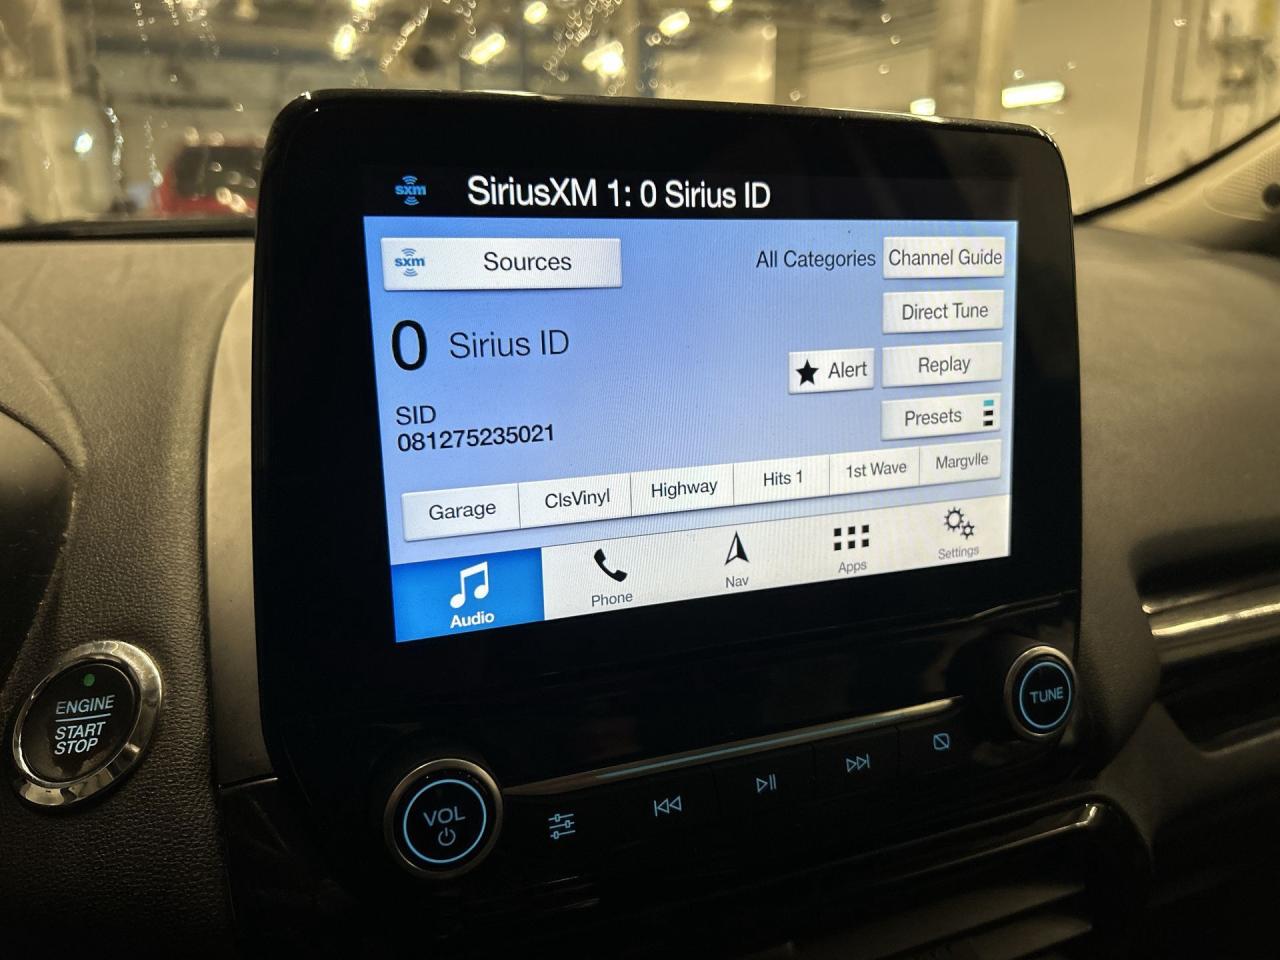 sxm SiriusXM 1: 0 Sirius ID
sxm Sources
All Categories Channel Guide
Direct Tune
0 Sirius ID
Alert Replay
SID
081275235021
Presets
Garage ClsVinyl Highway Hits 1 1st Wave Margvlle
Audio Phone Nav Apps Settings
ENGINE
START
STOP
VOL
TUNE